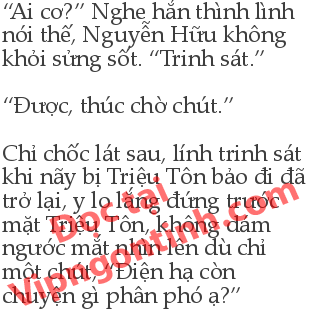 “Ai cơ?” Nghe hắn thình lình
nói thế, Nguyễn Hữu không
khỏi sửng sốt. “Trinh sát.”
“Được, thúc chờ chút.”
Chỉ chốc lát sau, lính trinh sát
khi nãy bị Triệu Tôn bảo đi đã
trở lại, y lo lắng đứng trước
mặt Triệu Tôn, không dám
ngước mắt nhìn lên dù chỉ
một chút, “Điện hạ còn
chuyện gì phân phó ạ?”
Doc tai
Vipngontinh.com